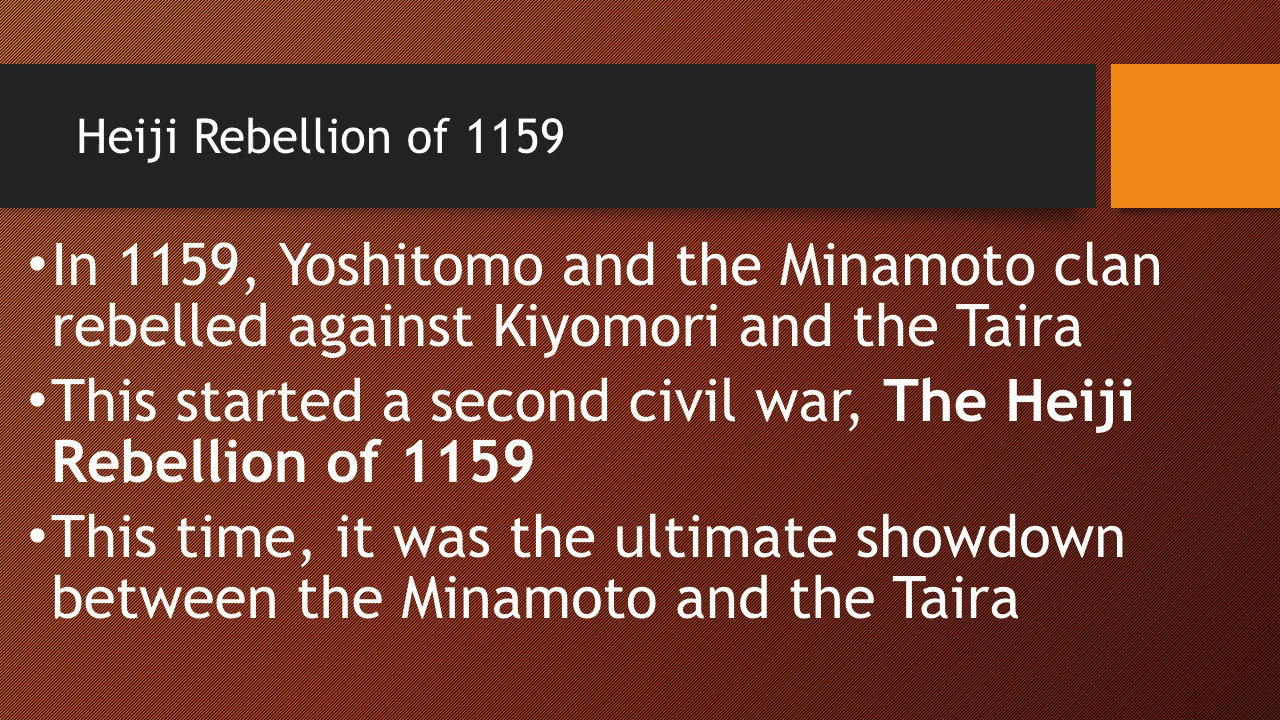 Heiji Rebellion of 1159
•In 1159, Yoshitomo and the Minamoto clan
rebelled against Kiyomori and the Taira
•This started a second civil war, The Heiji
Rebellion of 1159
•This time, it was the ultimate showdown
between the Minamoto and the Taira